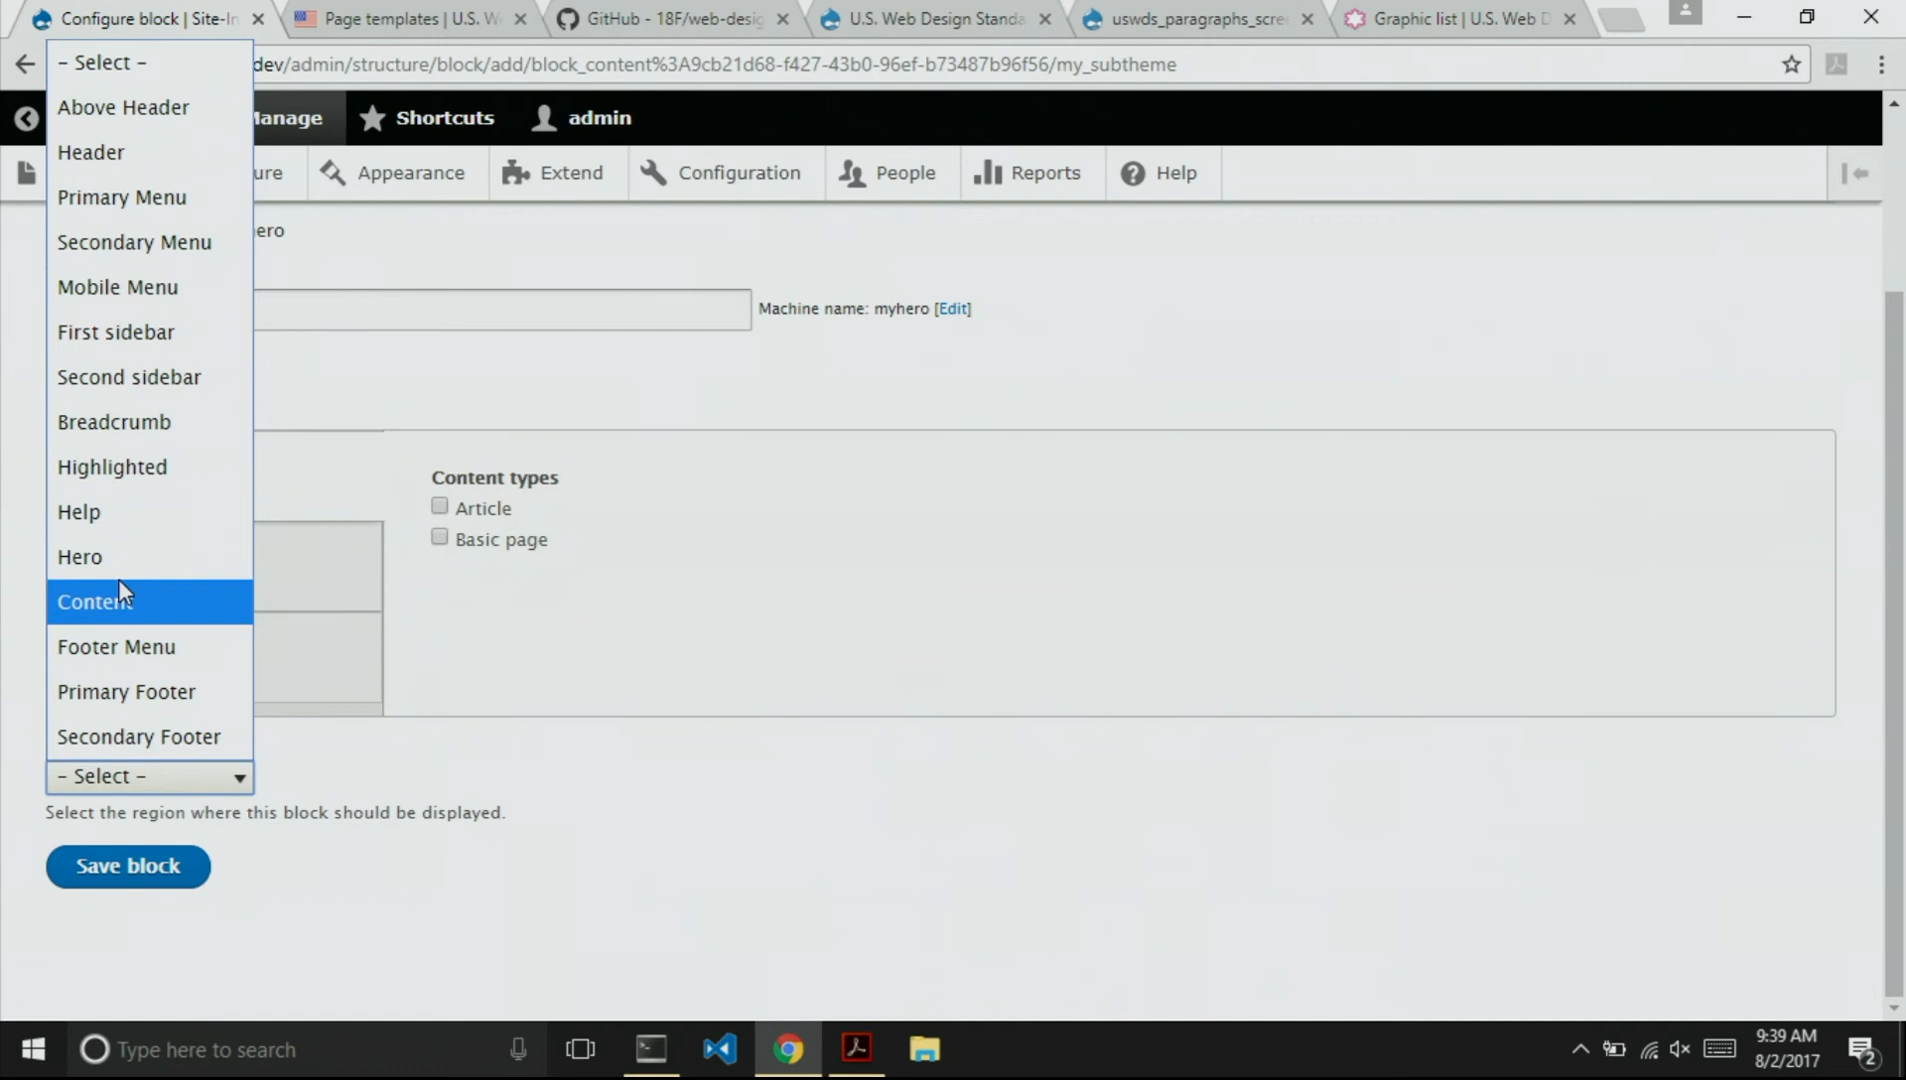 Configure block | Site-In
Page templates | U.S. W
GitHub - 18F/web-desig
U.S. Web Design Standa
uswds_paragraphs_scre
Graphic list | U.S. Web D
dev/admin/structure/block/add/block_content%3A9cb21d68-f427-43b0-96ef-b73487b96f56/my_subtheme
Manage
Shortcuts
admin
ure
Appearance
Extend
Configuration
People
Reports
Help
ero
Machine name: myhero [Edit]
- Select -
Above Header
Header
Primary Menu
Secondary Menu
Mobile Menu
First sidebar
Second sidebar
Breadcrumb
Highlighted
Help
Hero
Content
Footer Menu
Primary Footer
Secondary Footer
- Select -
Content types
Article
Basic page
Select the region where this block should be displayed.
Save block
Type here to search
9:39 AM
8/2/2017
2